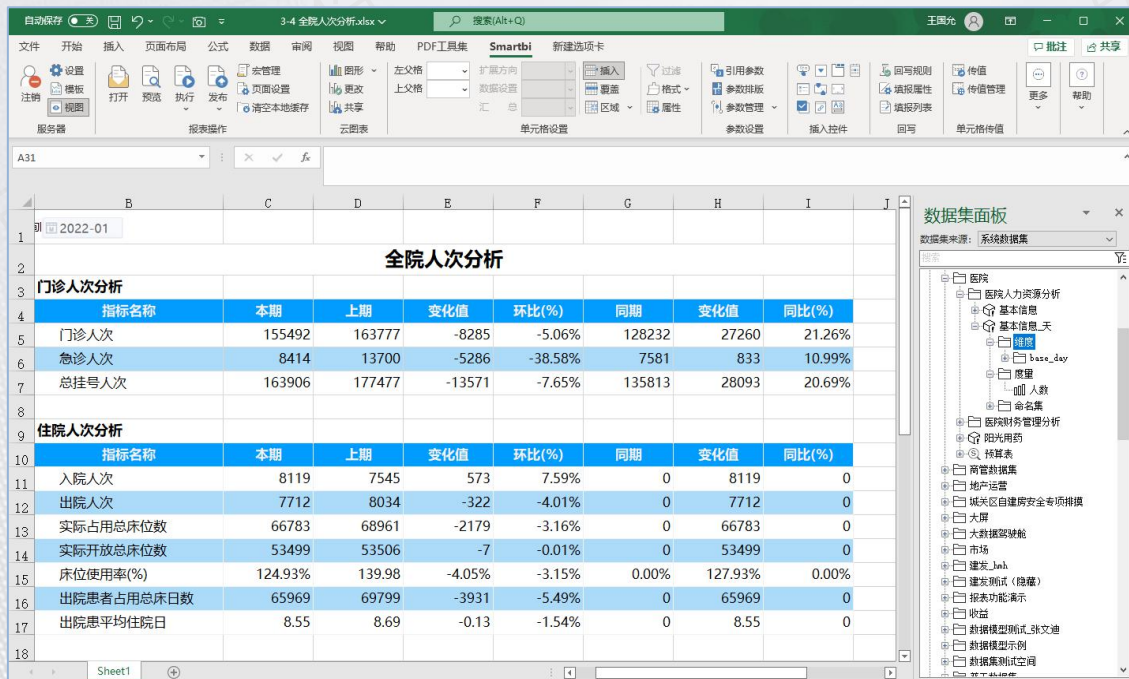 自动保存 关 3-4 全院人次分析.xlsx 搜索(Alt+Q) 王国允
文件 开始 插入 页面布局 公式 数据 审阅 视图 帮助 PDF工具集 Smartbi 新建选项卡 批注 共享
注销 设置 模板 视图 打开 预览 执行 发布 宏管理 页面设置 清空本地缓存 图形 更改 共享 左父格 上父格 扩展方向 数据设置 汇 总 插入 覆盖 区域 过滤 格式 属性 引用参数 参数排版 参数管理 回写规则 填报属性 填报列表 传值 传值管理 更多 帮助
服务器 报表操作 云图表 单元格设置 参数设置 插入控件 回写 单元格传值
A31 fx
B C D E F G H I J
1 2022-01
2 全院人次分析
3 门诊人次分析
4 指标名称 本期 上期 变化值 环比(%) 同期 变化值 同比(%)
5 门诊人次 155492 163777 -8285 -5.06% 128232 27260 21.26%
6 急诊人次 8414 13700 -5286 -38.58% 7581 833 10.99%
7 总挂号人次 163906 177477 -13571 -7.65% 135813 28093 20.69%
8
9 住院人次分析
10 指标名称 本期 上期 变化值 环比(%) 同期 变化值 同比(%)
11 入院人次 8119 7545 573 7.59% 0 8119 0
12 出院人次 7712 8034 -322 -4.01% 0 7712 0
13 实际占用总床位数 66783 68961 -2179 -3.16% 0 66783 0
14 实际开放总床位数 53499 53506 -7 -0.01% 0 53499 0
15 床位使用率(%) 124.93% 139.98 -4.05% -3.15% 0.00% 127.93% 0.00%
16 出院患者占用总床日数 65969 69799 -3931 -5.49% 0 65969 0
17 出院患平均住院日 8.55 8.69 -0.13 -1.54% 0 8.55 0
18
Sheet1
数据集面板
数据集来源: 系统数据集
搜索
医院
医院人力资源分析
基本信息
基本信息_天
维度
base_day
度量
人数
命名集
医院财务管理分析
阳光用药
预算表
商管数据集
地产运营
城关区自建房安全专项排摸
大屏
大数据驾驶舱
市场
建发_hmh
建发测试（隐藏）
报表功能演示
收益
数据模型测试_张文迪
数据模型示例
数据集测试空间